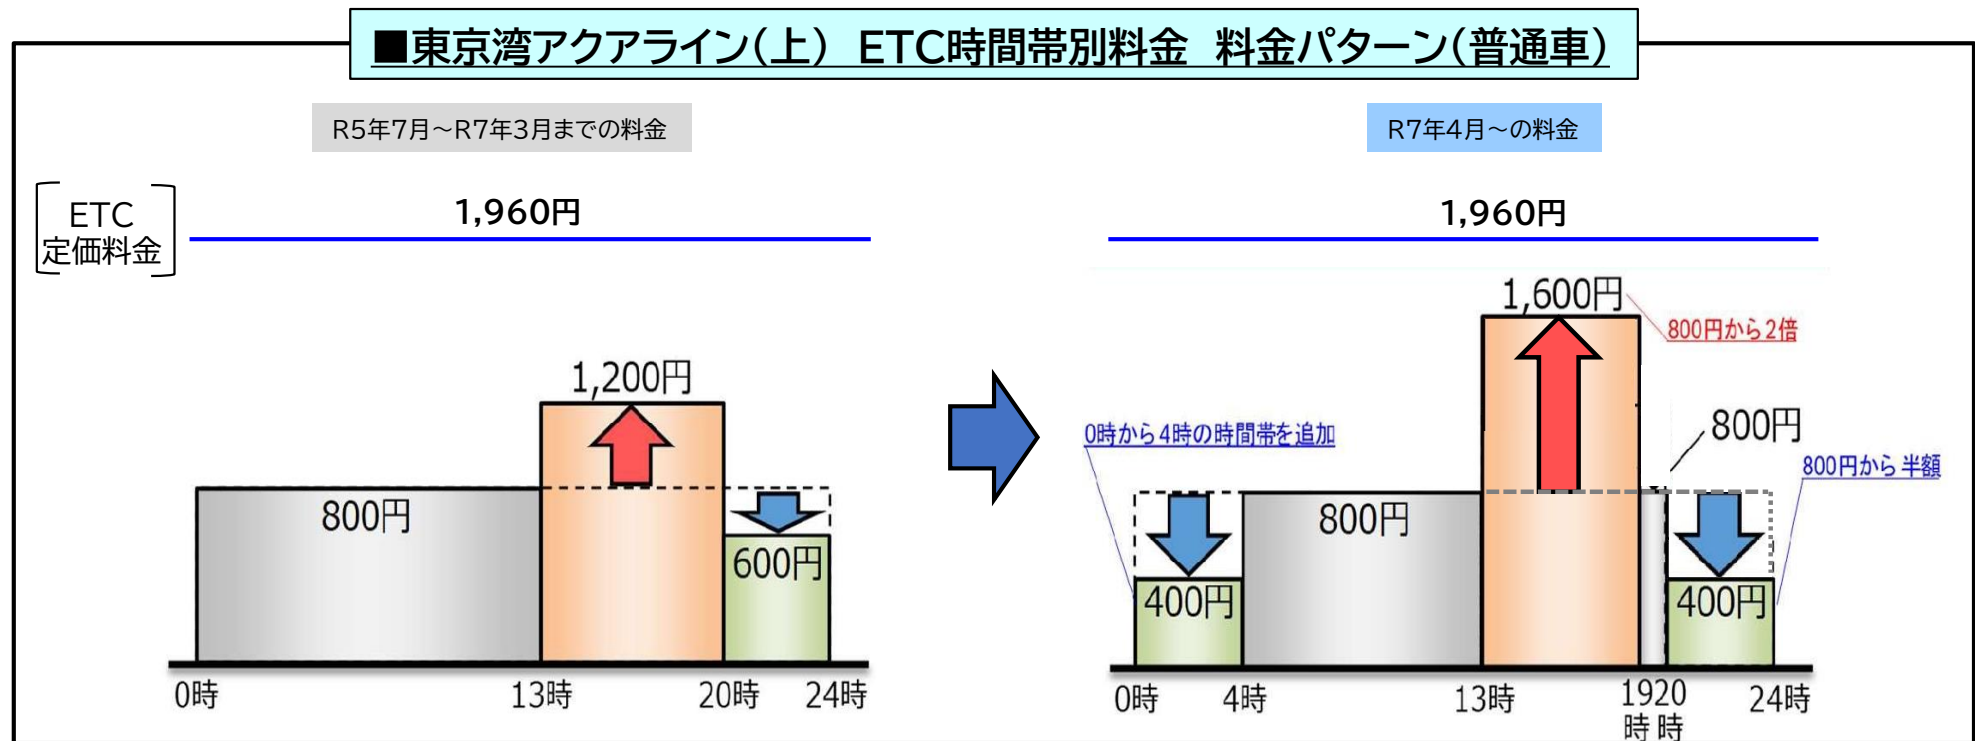 ■東京湾アクアライン(上) ETC時間帯別料金 料金パターン(普通車)
R5年7月~R7年3月までの料金
ETC
定価料金
1,960円
1,200円
800円
600円
0時
13時
20時
24時
R7年4月~の料金
1,960円
1,600円
800円から2倍
0時から4時の時間帯を追加
800円
800円から 半額
800円
400円
400円
0時
4時
13時
1920
時 時
24時